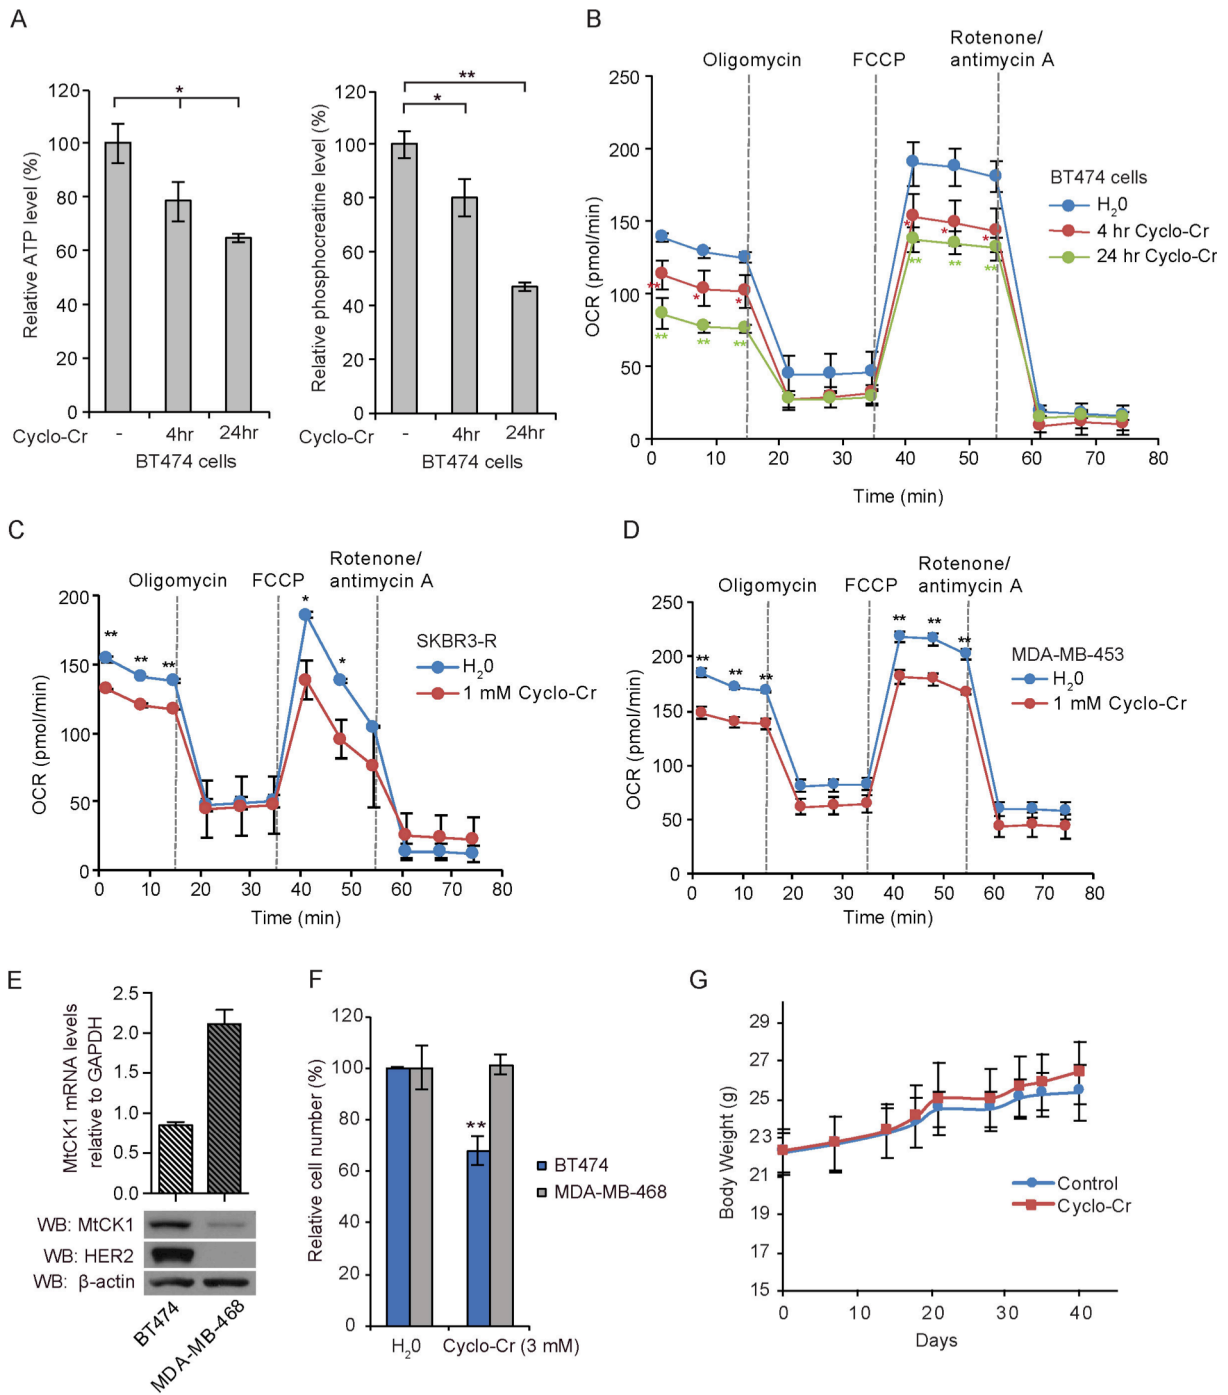 A
Relative ATP level (%)
120
100
80
60
40
20
0
*
Cyclo-Cr - 4hr 24hr
BT474 cells
Relative phosphocreatine level (%)
120
100
80
60
40
20
0
**
*
Cyclo-Cr - 4hr 24hr
BT474 cells
B
Oligomycin FCCP Rotenone/
antimycin A
OCR (pmol/min)
250
200
150
100
50
0
0 10 20 30 40 50 60 70 80
Time (min)
** * *
** ** **
* * *
** ** **
BT474 cells
H20
4 hr Cyclo-Cr
24 hr Cyclo-Cr
C
Oligomycin FCCP Rotenone/
antimycin A
OCR (pmol/min)
200
150
100
50
0
** ** ** * *
0 10 20 30 40 50 60 70 80
Time (min)
SKBR3-R
H20
1 mM Cyclo-Cr
D
Oligomycin FCCP Rotenone/
antimycin A
OCR (pmol/min)
250
200
150
100
50
0
** ** ** ** ** **
0 10 20 30 40 50 60 70 80
Time (min)
MDA-MB-453
H20
1 mM Cyclo-Cr
E
MtCK1 mRNA levels
relative to GAPDH
2.5
2.0
1.5
1.0
0.5
0.0
WB: MtCK1
WB: HER2
WB: β-actin
BT474
MDA-MB-468
F
Relative cell number (%)
120
100
80
60
40
20
0
**
H20 Cyclo-Cr (3 mM)
BT474
MDA-MB-468
G
Body Weight (g)
29
27
25
23
21
19
17
15
0 10 20 30 40
Days
Control
Cyclo-Cr